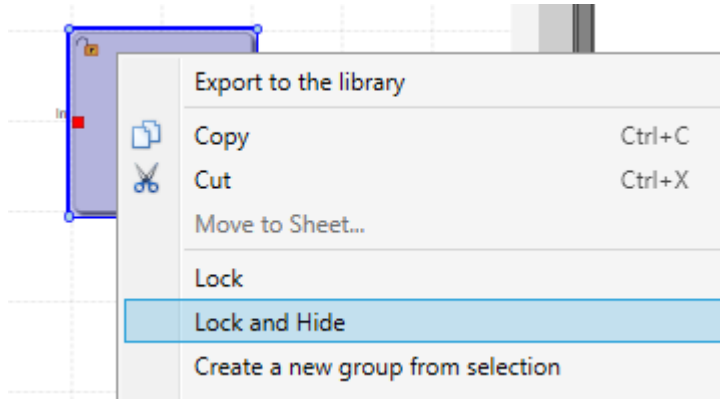 In
Export to the library
Copy Ctrl+C
Cut Ctrl+X
Move to Sheet...
Lock
Lock and Hide
Create a new group from selection